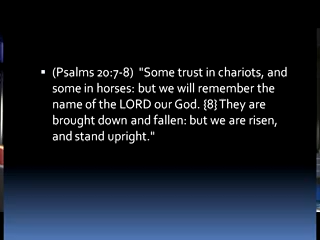 ▪ (Psalms 20:7-8) "Some trust in chariots, and
some in horses: but we will remember the
name of the LORD our God. {8} They are
brought down and fallen: but we are risen,
and stand upright."